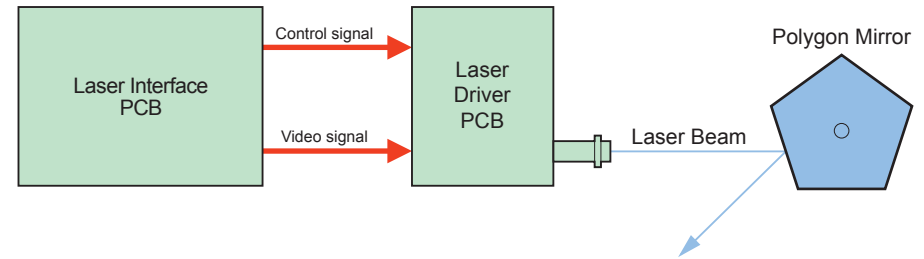 Control signal
Laser Interface
PCB
Video signal
Laser
Driver
PCB
Laser Beam
Polygon Mirror